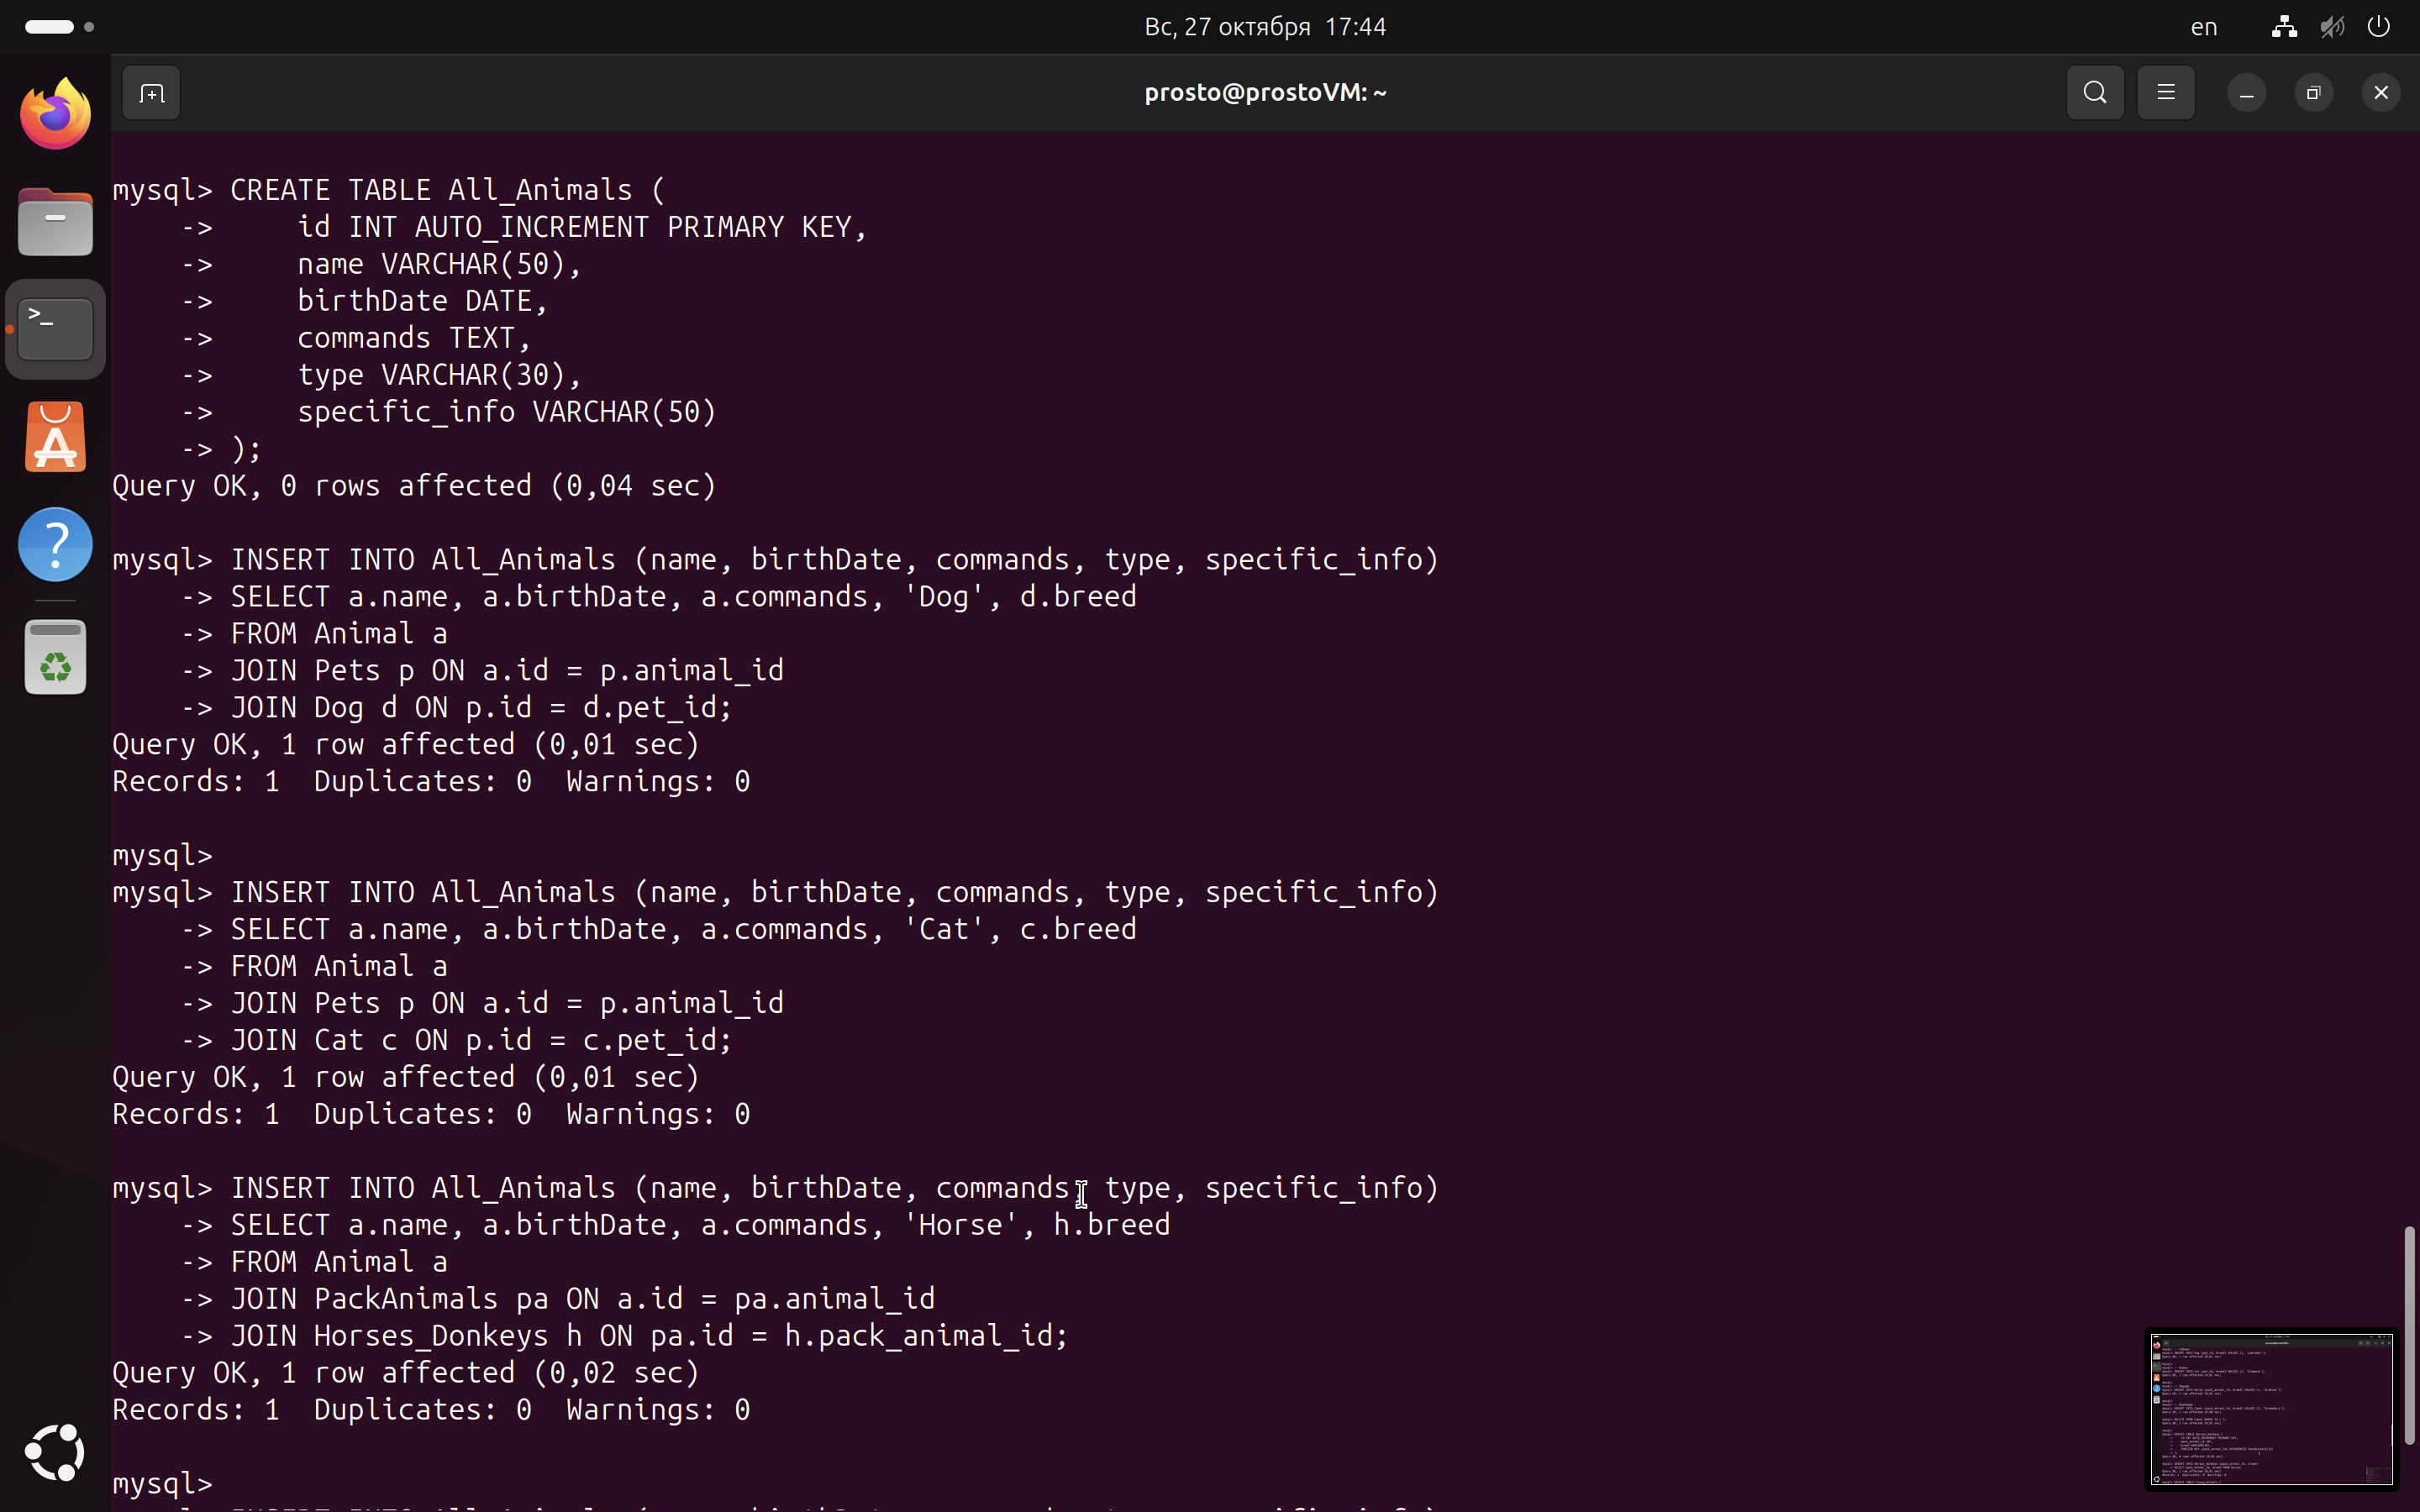 Вс, 27 октября 17:44
en
prosto@prostoVM: ~
mysql> CREATE TABLE All_Animals (
    ->     id INT AUTO_INCREMENT PRIMARY KEY,
    ->     name VARCHAR(50),
    ->     birthDate DATE,
    ->     commands TEXT,
    ->     type VARCHAR(30),
    ->     specific_info VARCHAR(50)
    -> );
Query OK, 0 rows affected (0,04 sec)
mysql> INSERT INTO All_Animals (name, birthDate, commands, type, specific_info)
    -> SELECT a.name, a.birthDate, a.commands, 'Dog', d.breed
    -> FROM Animal a
    -> JOIN Pets p ON a.id = p.animal_id
    -> JOIN Dog d ON p.id = d.pet_id;
Query OK, 1 row affected (0,01 sec)
Records: 1  Duplicates: 0  Warnings: 0
mysql>
mysql> INSERT INTO All_Animals (name, birthDate, commands, type, specific_info)
    -> SELECT a.name, a.birthDate, a.commands, 'Cat', c.breed
    -> FROM Animal a
    -> JOIN Pets p ON a.id = p.animal_id
    -> JOIN Cat c ON p.id = c.pet_id;
Query OK, 1 row affected (0,01 sec)
Records: 1  Duplicates: 0  Warnings: 0
mysql> INSERT INTO All_Animals (name, birthDate, commands, type, specific_info)
    -> SELECT a.name, a.birthDate, a.commands, 'Horse', h.breed
    -> FROM Animal a
    -> JOIN PackAnimals pa ON a.id = pa.animal_id
    -> JOIN Horses_Donkeys h ON pa.id = h.pack_animal_id;
Query OK, 1 row affected (0,02 sec)
Records: 1  Duplicates: 0  Warnings: 0
mysql>